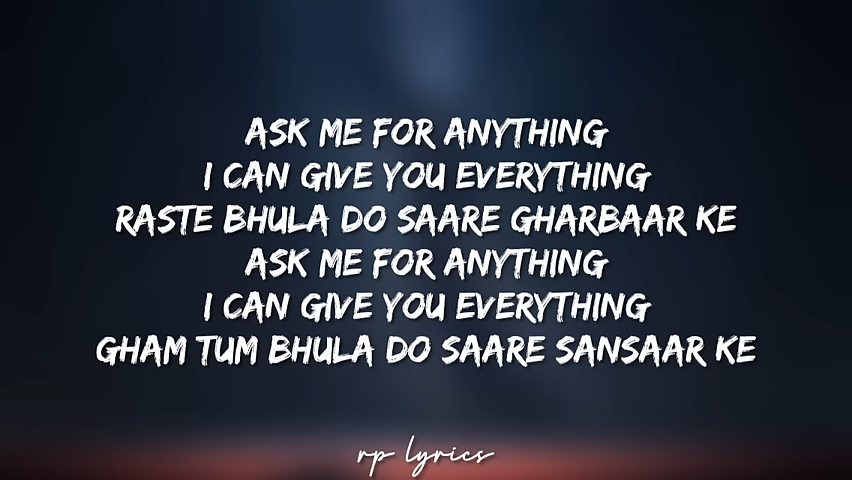 ASK ME FOR ANYTHING
I CAN GIVE YOU EVERYTHING
RASTE BHULA DO SAARE GHARBAAR KE
ASK ME FOR ANYTHING
I CAN GIVE YOU EVERYTHING
GHAM TUM BHULA DO SAARE SANSAAR KE
rp lyrics